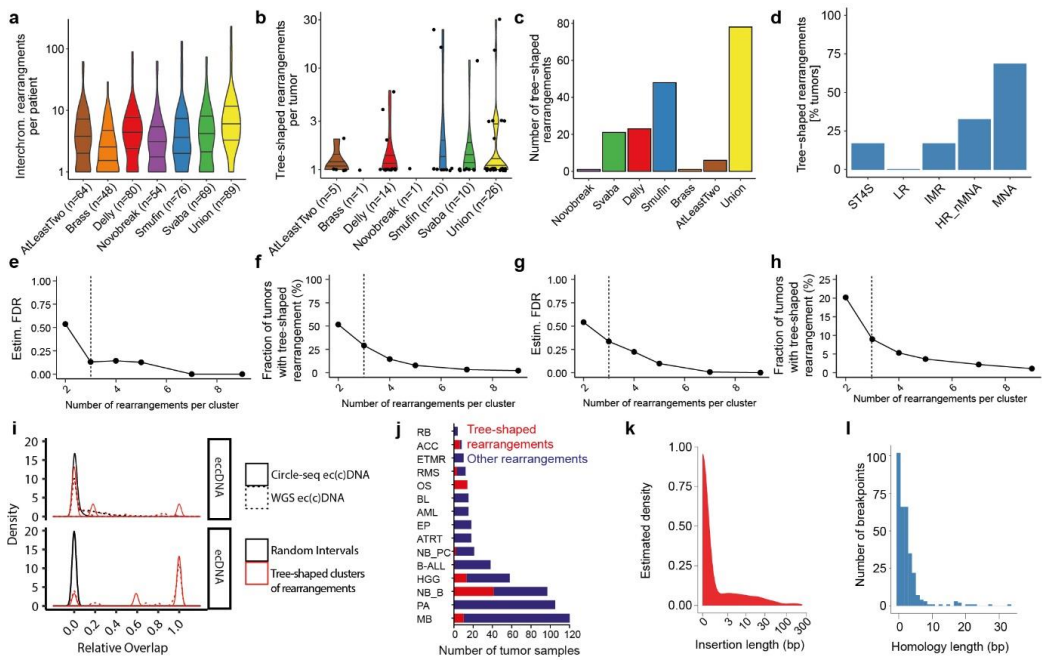 a
Interchrom. rearrangments
per patient
100
10
1
AtLeastTwo (n=64)
Brass (n=48)
Delly (n=80)
Novobreak (n=54)
Smufin (n=76)
Svaba (n=69)
Union (n=89)
b
Tree-shaped rearrangments
per tumor
30
10
3
1
AtLeastTwo (n=5)
Brass (n=1)
Delly (n=14)
Novobreak (n=1)
Smufin (n=10)
Svaba (n=10)
Union (n=26)
c
Number of tree-shaped
rearrangements
80
60
40
20
0
Novobreak
Svaba
Delly
Smufin
Brass
AtLeastTwo
Union
d
Tree-shaped rearrangements
[% tumors]
100
75
50
25
0
ST4S
LR
IMR
HR_nMNA
MNA
e
Estim. FDR
1.00
0.75
0.50
0.25
0.00
2 4 6 8
Number of rearrangements per cluster
f
Fraction of tumors
with tree-shaped
rearrangement (%)
100
75
50
25
0
2 4 6 8
Number of rearrangements per cluster
g
Estim. FDR
1.00
0.75
0.50
0.25
0.00
2 4 6 8
Number of rearrangements per cluster
h
Fraction of tumors
with tree-shaped
rearrangement (%)
25
20
15
10
5
0
2 4 6 8
Number of rearrangements per cluster
i
Density
20
15
10
5
0
eccDNA
20
15
10
5
0
ecDNA
0.0 0.2 0.4 0.6 0.8 1.0
Relative Overlap
Circle-seq ec(c)DNA
WGS ec(c)DNA
Random Intervals
Tree-shaped clusters
of rearrangements
j
Tree-shaped
rearrangements
Other rearrangements
RB
ACC
ETMR
RMS
OS
BL
AML
EP
ATRT
NB_PC
B-ALL
HGG
NB_B
PA
MB
0 20 40 60 80 100 120
Number of tumor samples
k
Estimated density
1.00
0.75
0.50
0.25
0.00
0 1 3 10 30 100 300
Insertion length (bp)
l
Number of breakpoints
100
75
50
25
0
0 10 20 30
Homology length (bp)